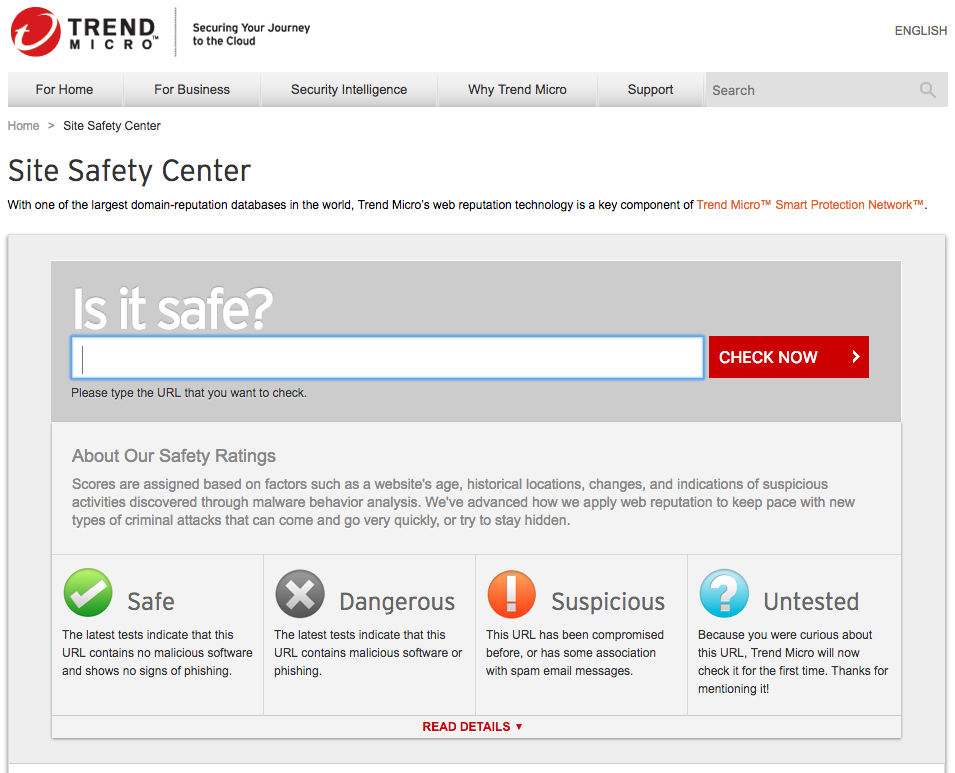 TREND MICRO™
Securing Your Journey
to the Cloud
ENGLISH
For Home
For Business
Security Intelligence
Why Trend Micro
Support
Search
Home > Site Safety Center
Site Safety Center
With one of the largest domain-reputation databases in the world, Trend Micro's web reputation technology is a key component of Trend Micro™ Smart Protection Network™.
Is it safe?
CHECK NOW
Please type the URL that you want to check.
About Our Safety Ratings
Scores are assigned based on factors such as a website's age, historical locations, changes, and indications of suspicious
activities discovered through malware behavior analysis. We've advanced how we apply web reputation to keep pace with new
types of criminal attacks that can come and go very quickly, or try to stay hidden.
Safe
The latest tests indicate that this
URL contains no malicious software
and shows no signs of phishing.
Dangerous
The latest tests indicate that this
URL contains malicious software or
phishing.
Suspicious
This URL has been compromised
before, or has some association
with spam email messages.
Untested
Because you were curious about
this URL, Trend Micro will now
check it for the first time. Thanks for
mentioning it!
READ DETAILS ▼